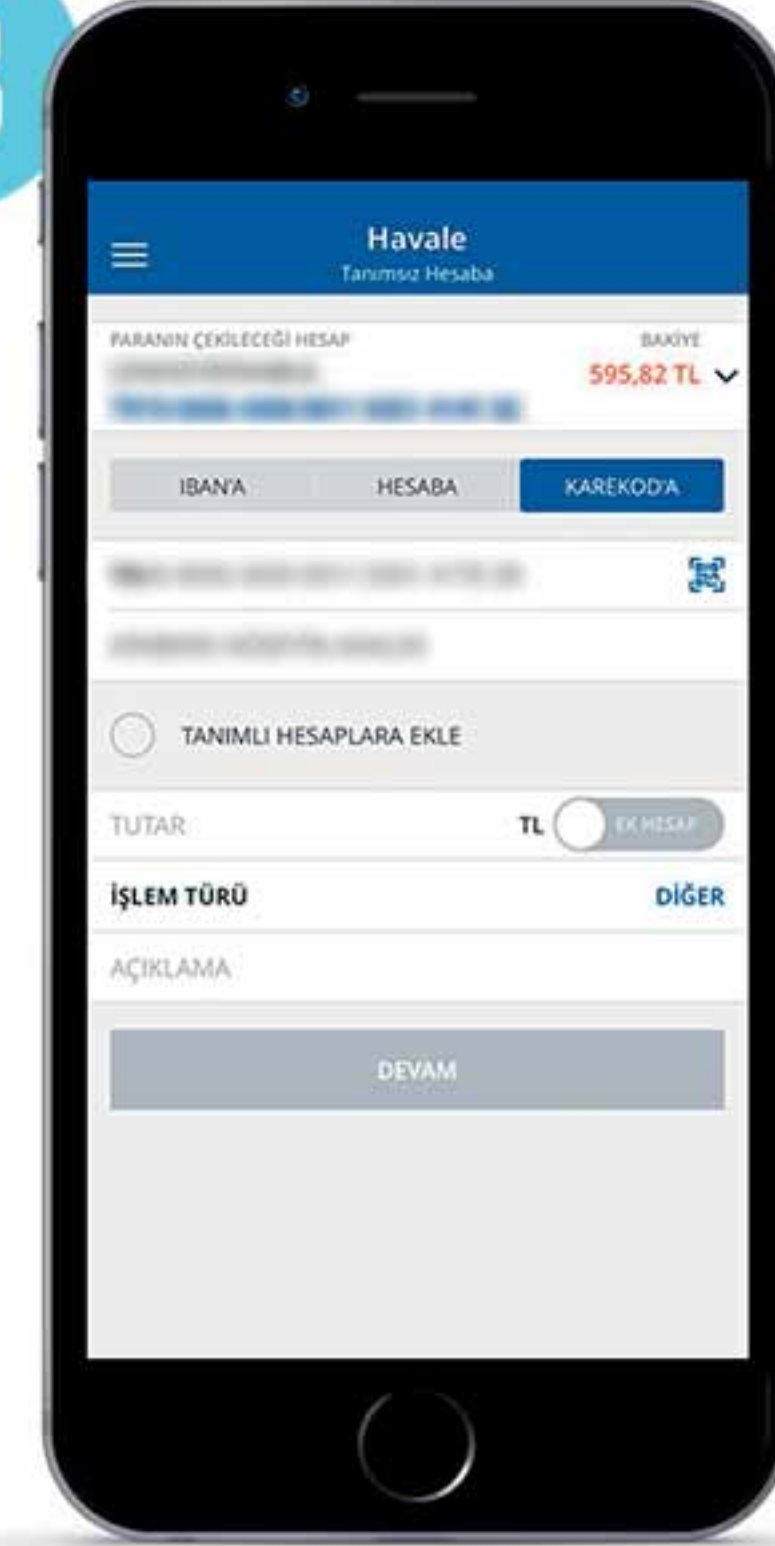 Havale
Tanımsız Hesaba
PARANIN ÇEKİLECEĞİ HESAP BAKİYE
595,82 TL
IBAN'A HESABA KAREKOD'A
TANIMLI HESAPLARA EKLE
TUTAR TL EK HESAP
İŞLEM TÜRÜ DİĞER
AÇIKLAMA
DEVAM